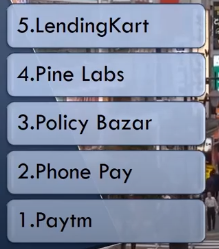 5.LendingKart
4.Pine Labs
3.Policy Bazar
2.Phone Pay
1.Paytm